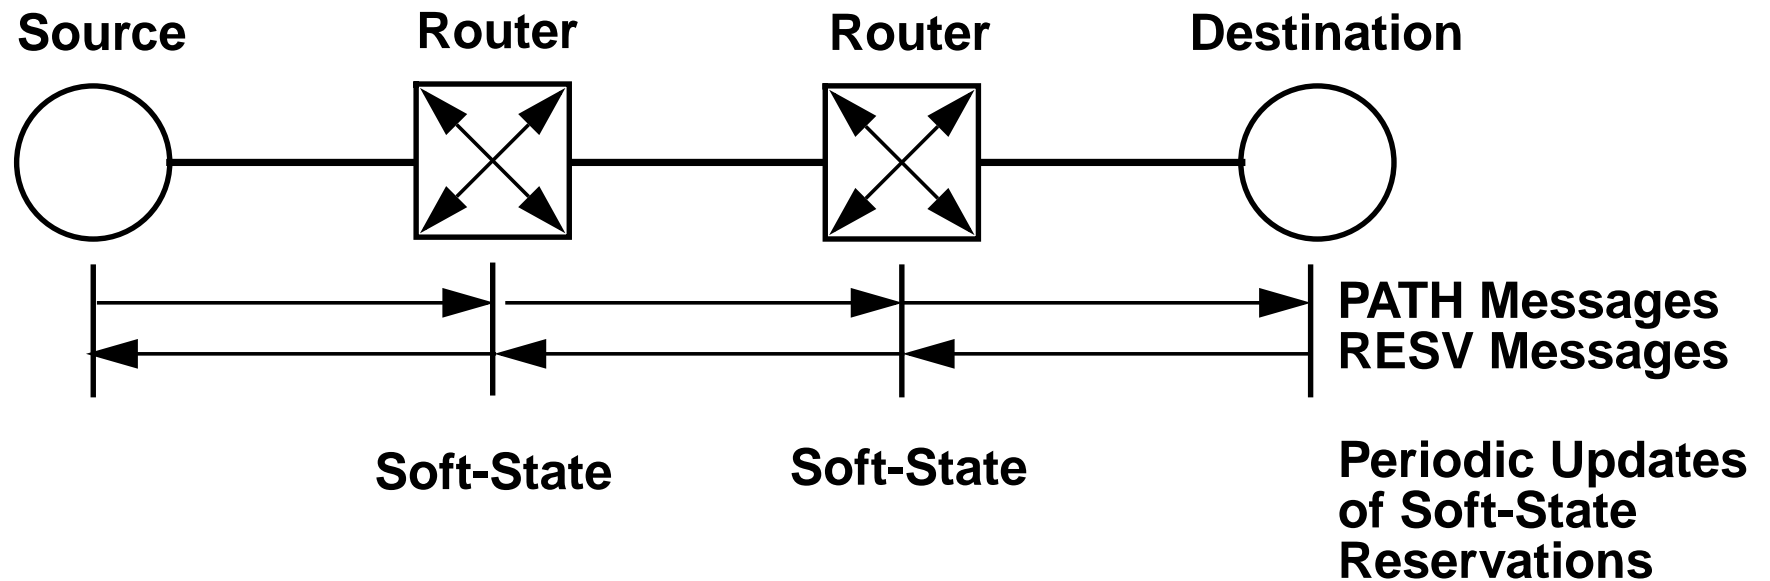 Source
Router
Router
Destination
PATH Messages
RESV Messages
Soft-State
Soft-State
Periodic Updates
of Soft-State
Reservations